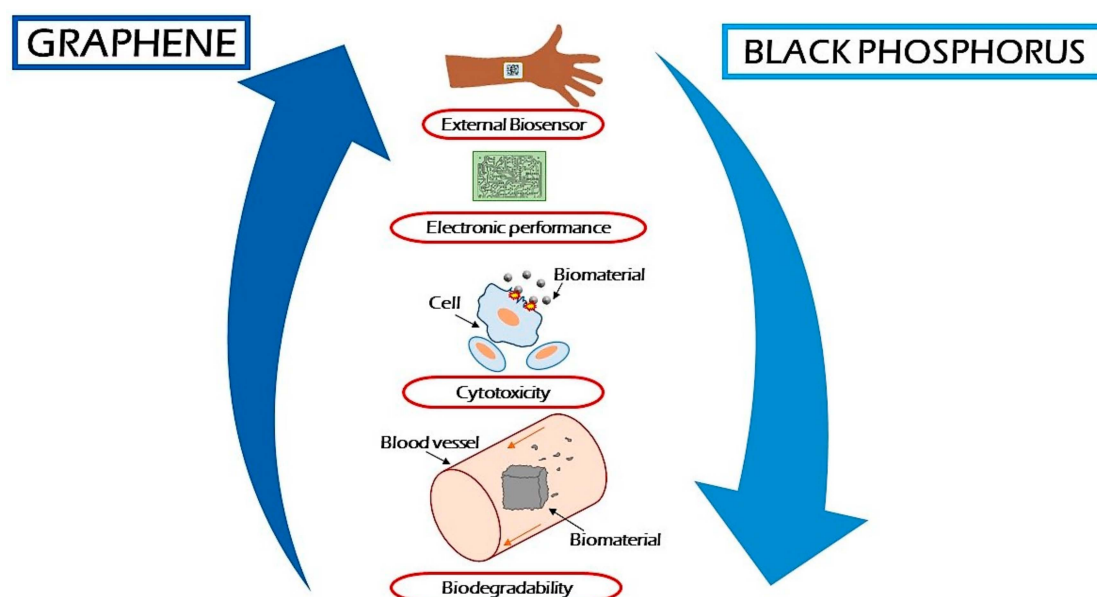 GRAPHENE
BLACK PHOSPHORUS
External Biosensor
Electronic performance
Biomaterial
Cell
Cytotoxicity
Blood vessel
Biomaterial
Biodegradability